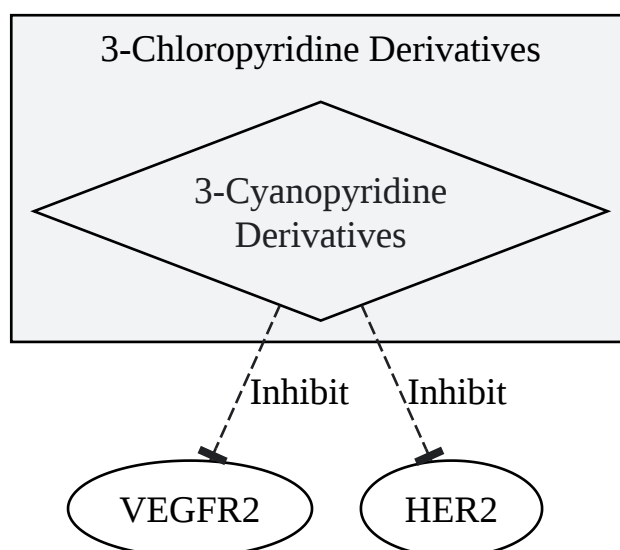 3-Chloropyridine Derivatives
3-Cyanopyridine
Derivatives
Inhibit Inhibit
VEGFR2 HER2